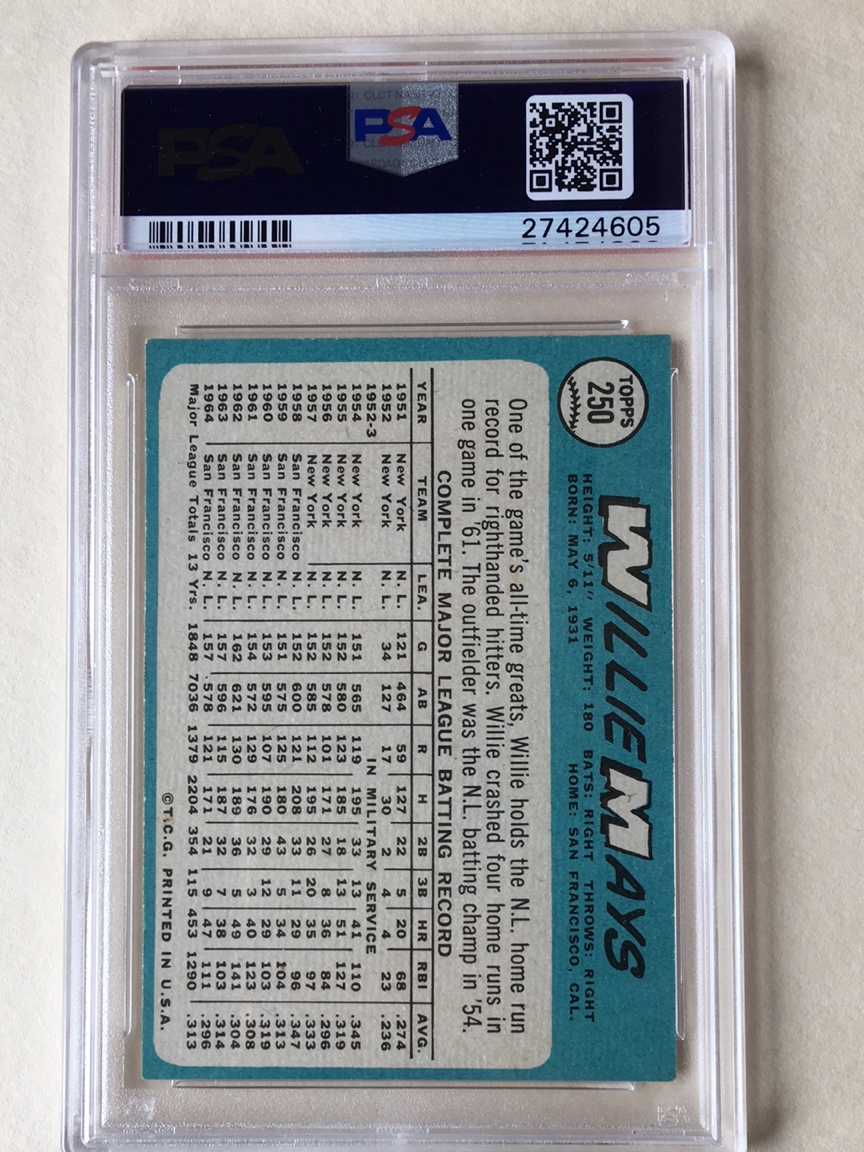 PSA
PSA
27424605
TOPPS
250
WILLIE MAYS
HEIGHT: 5'11" WEIGHT: 180 BATS: RIGHT THROWS: RIGHT
BORN: MAY 6, 1931 HOME: SAN FRANCISCO, CAL.
One of the game's all-time greats, Willie holds the N.L. home run
record for righthanded hitters. Willie crashed four home runs in
one game in '61. The outfielder was the N.L. batting champ in '54.
COMPLETE MAJOR LEAGUE BATTING RECORD
YEAR TEAM LEA. G AB R H 2B 3B HR RBI AVG.
1951 New York N. L. 121 464 59 127 22 5 20 68 .274
1952 New York N. L. 34 127 17 30 2 4 4 23 .236
1952-3 IN MILITARY SERVICE
1954 New York N. L. 151 565 119 195 33 13 41 110 .345
1955 New York N. L. 152 580 123 185 18 13 51 127 .319
1956 New York N. L. 152 578 101 171 27 8 36 84 .296
1957 New York N. L. 152 585 112 195 26 20 35 97 .333
1958 San Francisco N. L. 152 600 121 208 33 11 29 96 .347
1959 San Francisco N. L. 151 575 125 180 43 5 34 104 .313
1960 San Francisco N. L. 153 595 107 190 29 12 29 103 .319
1961 San Francisco N. L. 154 572 129 176 32 3 40 123 .308
1962 San Francisco N. L. 162 621 130 189 36 5 49 141 .304
1963 San Francisco N. L. 157 596 115 187 32 7 38 103 .314
1964 San Francisco N. L. 157 578 121 171 21 9 47 111 .296
Major League Totals 13 Yrs. 1848 7036 1379 2204 354 115 453 1290 .313
©T.C.G. PRINTED IN U.S.A.